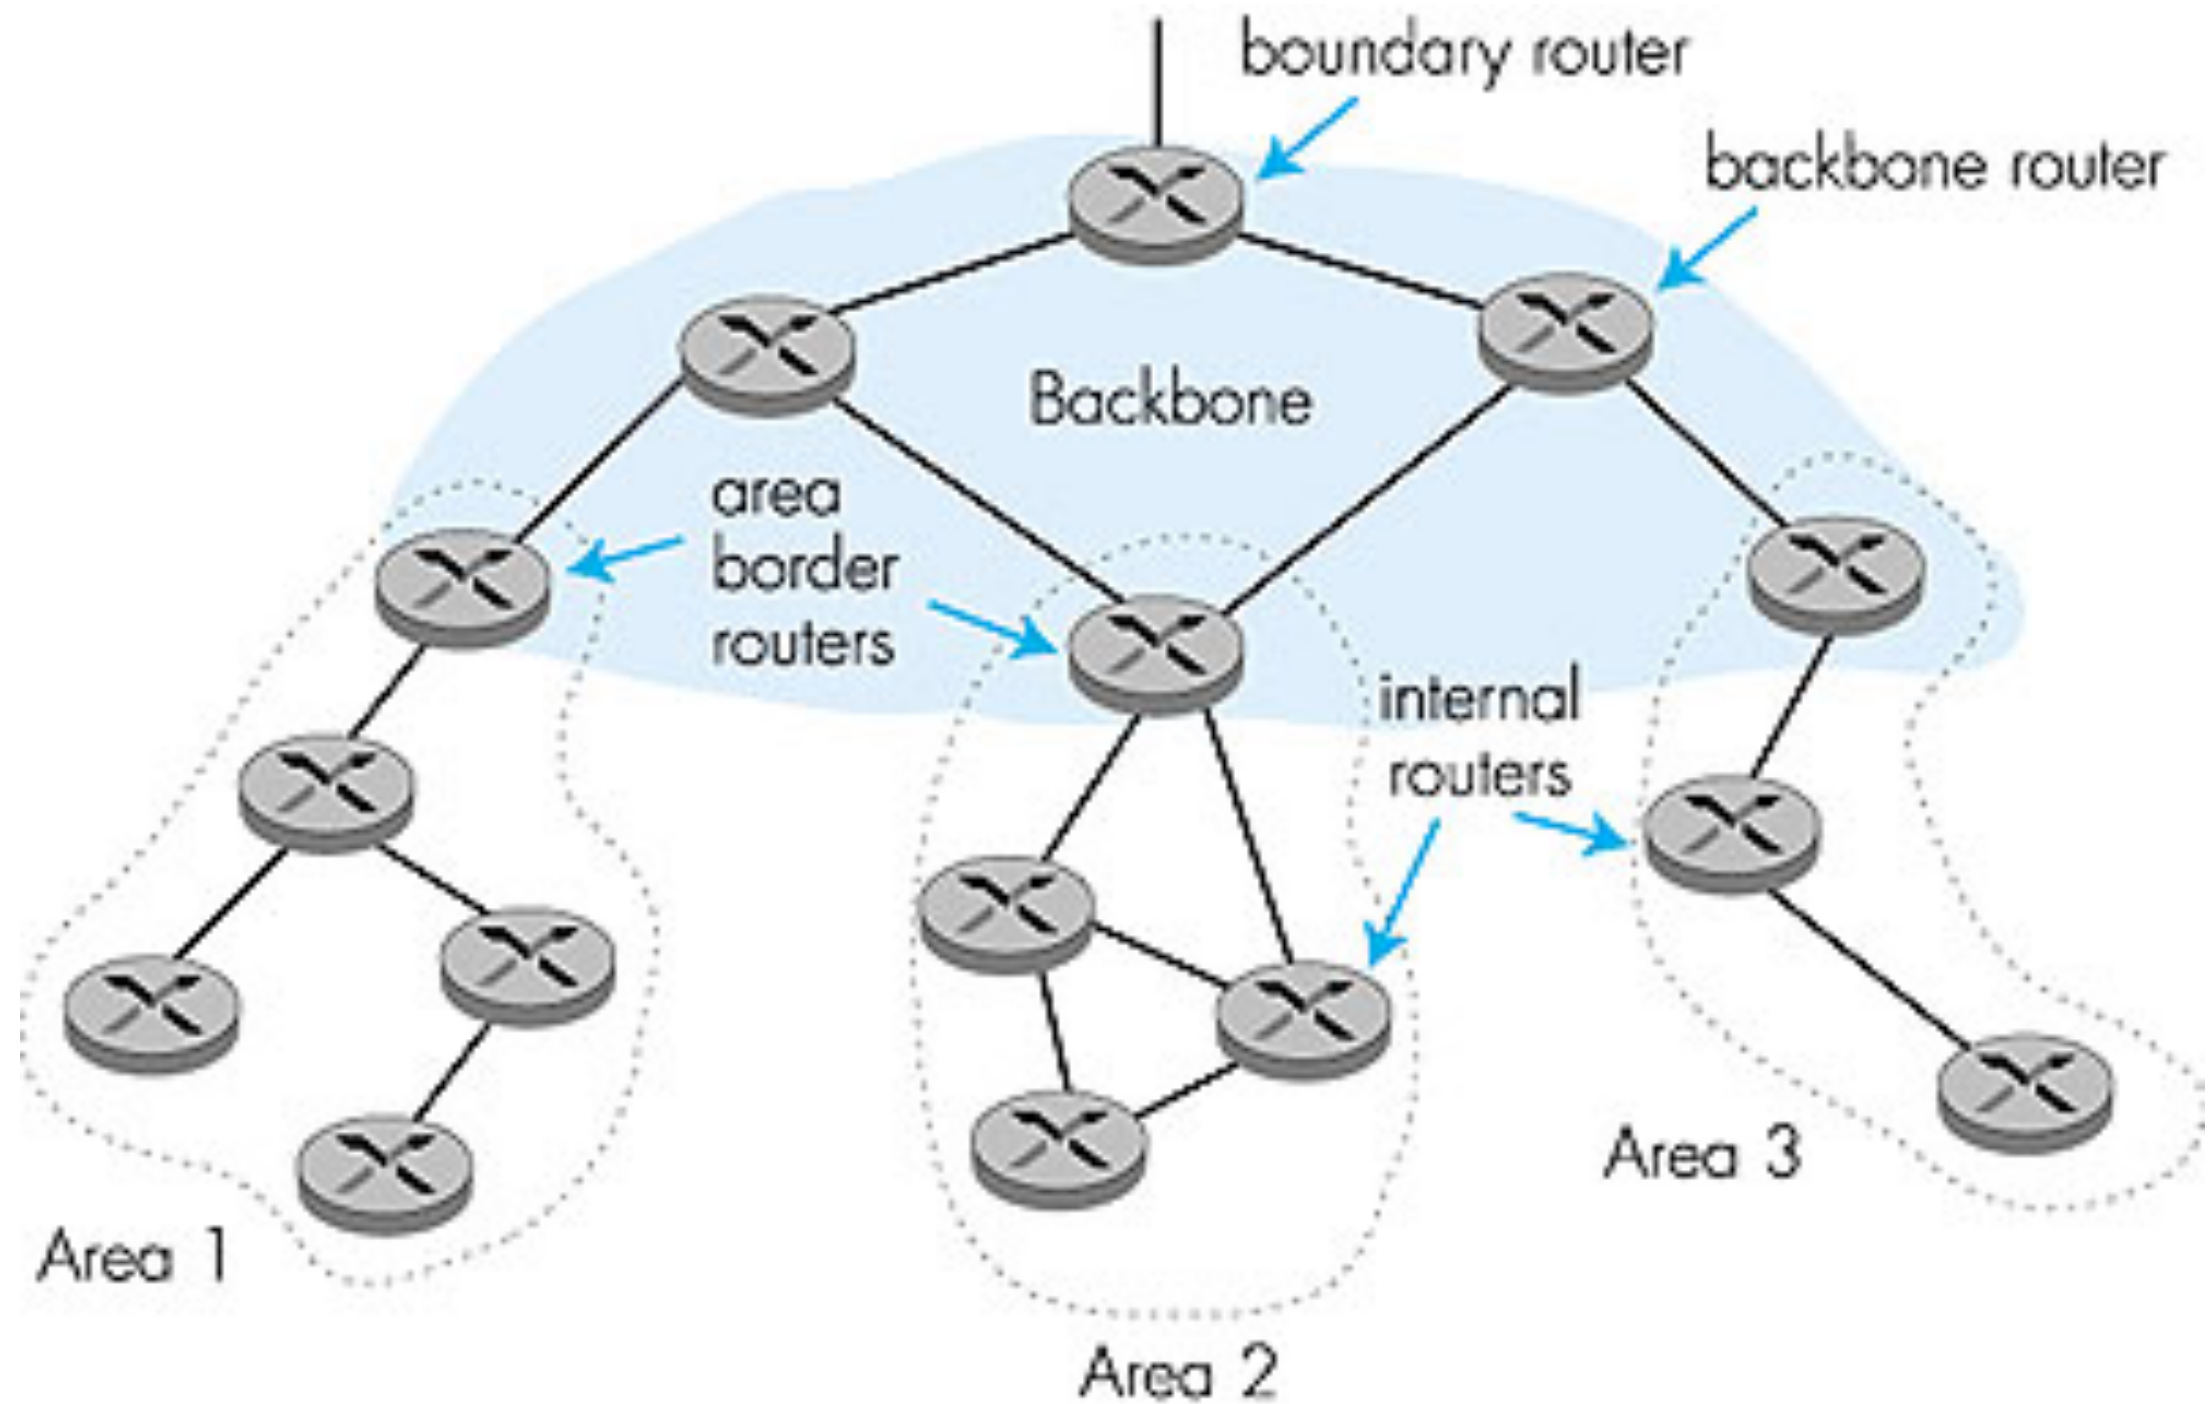 boundary router
backbone router
Backbone
area
border
routers
internal
routers
Area 3
Area 1
Area 2